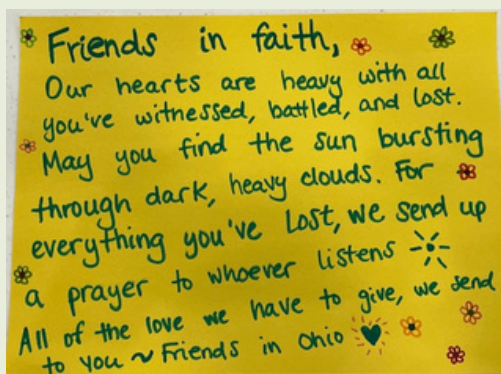 Friends in faith,
Our hearts are heavy with all
you've witnessed, battled, and lost.
May you find the sun bursting
through dark, heavy clouds. For
everything you've lost, we send up
a prayer to whoever listens
All of the love we have to give, we send
to you ~ Friends in Ohio